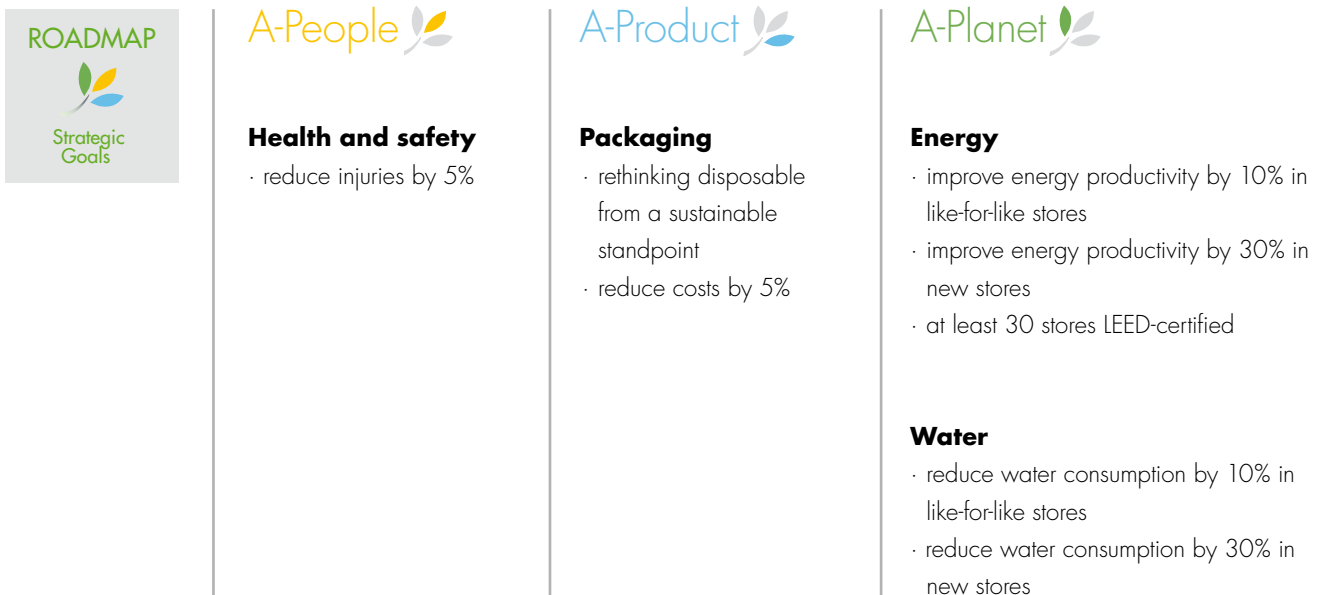 ROADMAP
Strategic
Goals
A-People
Health and safety
· reduce injuries by 5%
A-Product
Packaging
· rethinking disposable
from a sustainable
standpoint
· reduce costs by 5%
A-Planet
Energy
· improve energy productivity by 10% in
like-for-like stores
· improve energy productivity by 30% in
new stores
· at least 30 stores LEED-certified
Water
· reduce water consumption by 10% in
like-for-like stores
· reduce water consumption by 30% in
new stores